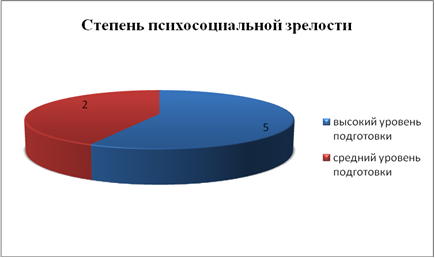 Степень психосоциальной зрелости
2
5
высокий уровень
подготовки
средний уровень
подготовки